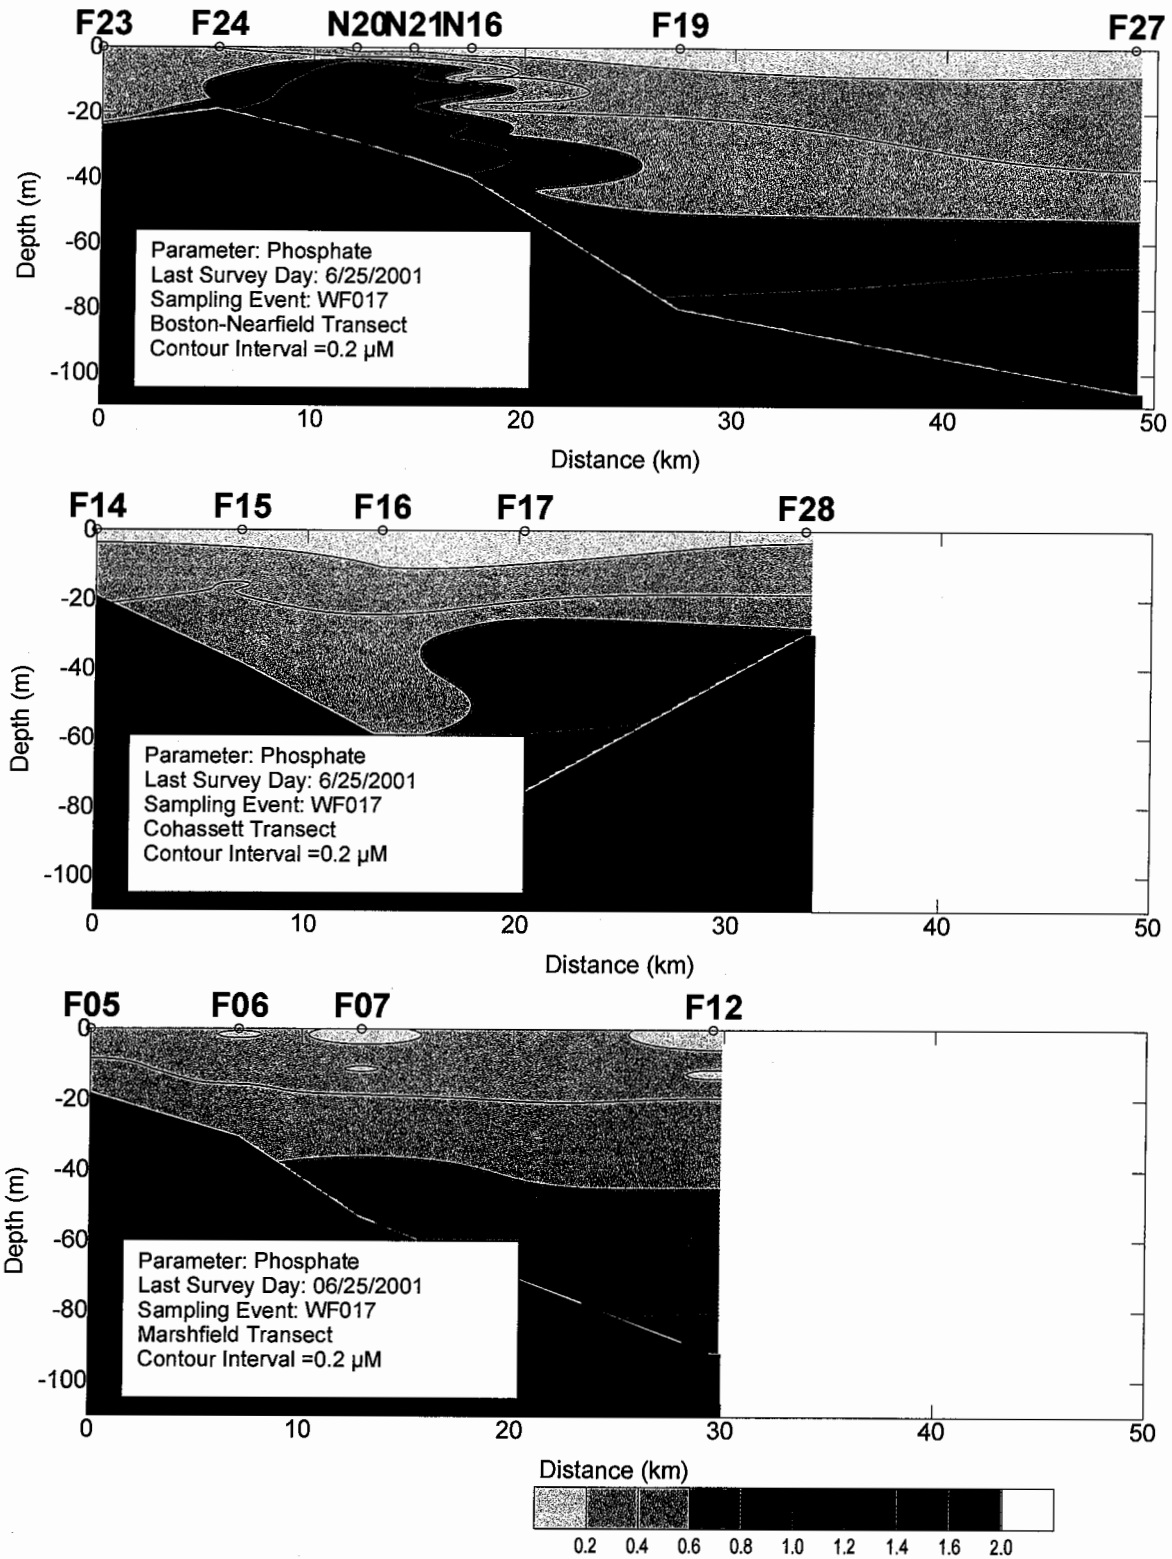 F23 F24 N20 N21 N16 F19 F27
0
-20
-40
-60
-80
-100
Depth (m)
Parameter: Phosphate
Last Survey Day: 6/25/2001
Sampling Event: WF017
Boston-Nearfield Transect
Contour Interval =0.2 µM
0 10 20 30 40 50
Distance (km)
F14 F15 F16 F17 F28
0
-20
-40
-60
-80
-100
Depth (m)
Parameter: Phosphate
Last Survey Day: 6/25/2001
Sampling Event: WF017
Cohassett Transect
Contour Interval =0.2 µM
0 10 20 30 40 50
Distance (km)
F05 F06 F07 F12
0
-20
-40
-60
-80
-100
Depth (m)
Parameter: Phosphate
Last Survey Day: 06/25/2001
Sampling Event: WF017
Marshfield Transect
Contour Interval =0.2 µM
0 10 20 30 40 50
Distance (km)
0.2 0.4 0.6 0.8 1.0 1.2 1.4 1.6 2.0